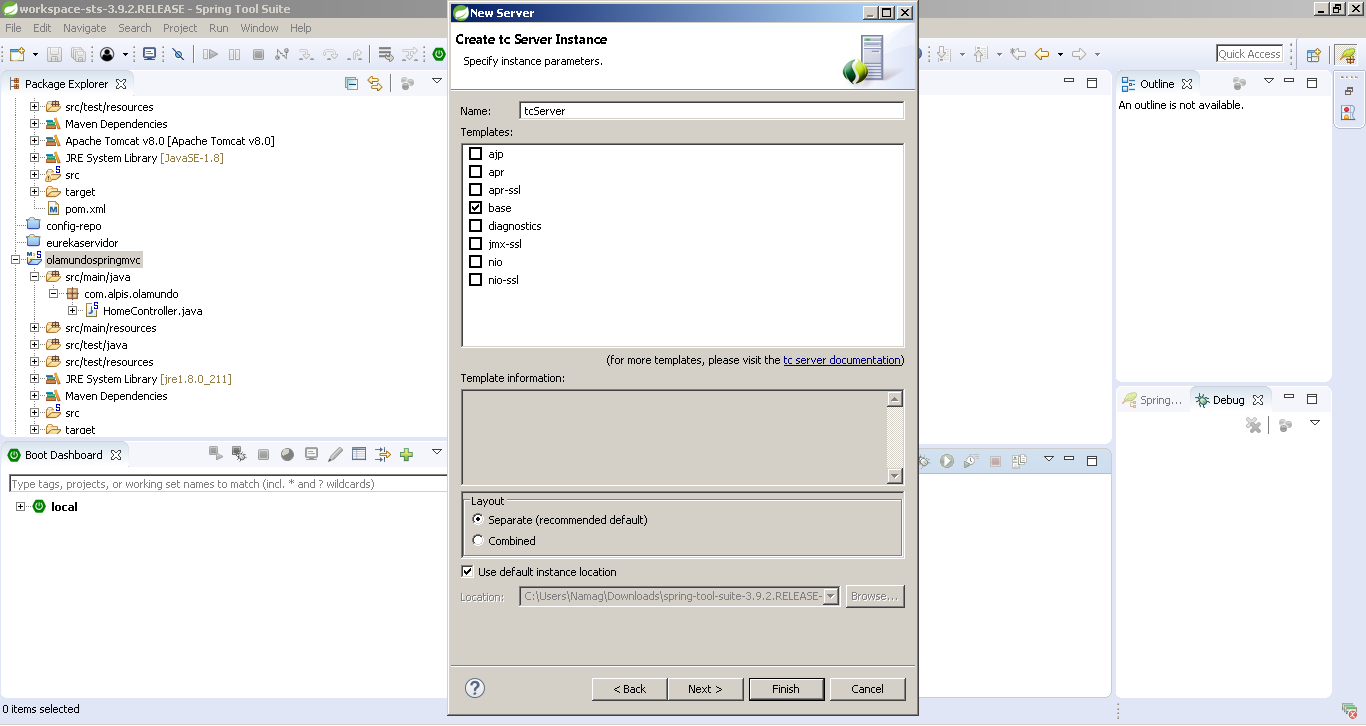 workspace-sts-3.9.2.RELEASE - Spring Tool Suite
File Edit Navigate Search Project Run Window Help
Quick Access
Package Explorer
src/test/resources
Maven Dependencies
Apache Tomcat v8.0 [Apache Tomcat v8.0]
JRE System Library [JavaSE-1.8]
src
target
pom.xml
config-repo
eurekaservidor
olamundospringmvc
src/main/java
com.alpis.olamundo
HomeController.java
src/main/resources
src/test/java
src/test/resources
JRE System Library [jre1.8.0_211]
Maven Dependencies
src
target
Boot Dashboard
Type tags, projects, or working set names to match (incl. * and ? wildcards)
local
0 items selected
New Server
Create tc Server Instance
Specify instance parameters.
Name: tcServer
Templates:
ajp
apr
apr-ssl
base
diagnostics
jmx-ssl
nio
nio-ssl
(for more templates, please visit the tc server documentation)
Template information:
Layout
Separate (recommended default)
Combined
Use default instance location
Location: C:\Users\Namag\Downloads\spring-tool-suite-3.9.2.RELEASE-
Browse...
< Back Next > Finish Cancel
Outline
An outline is not available.
Spring... Debug